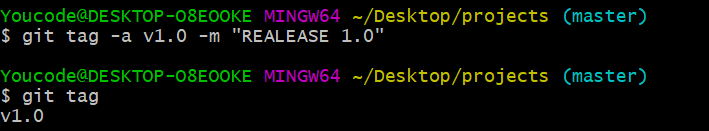 Youcode@DESKTOP-O8EOOKE MINGW64 ~/Desktop/projects (master)
$ git tag -a v1.0 -m "REALEASE 1.0"
Youcode@DESKTOP-O8EOOKE MINGW64 ~/Desktop/projects (master)
$ git tag
v1.0